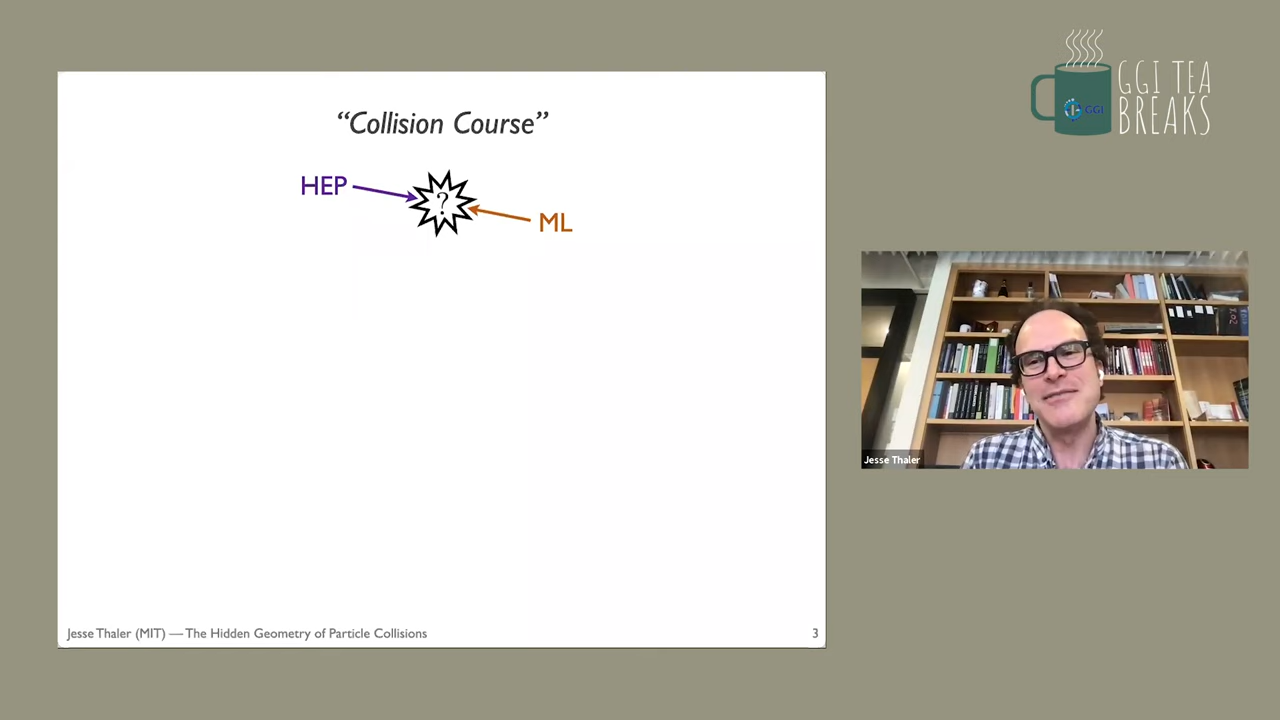 “Collision Course”
HEP
?
ML
Jesse Thaler (MIT) — The Hidden Geometry of Particle Collisions
3
GGI TEA
BREAKS
GGI
Jesse Thaler